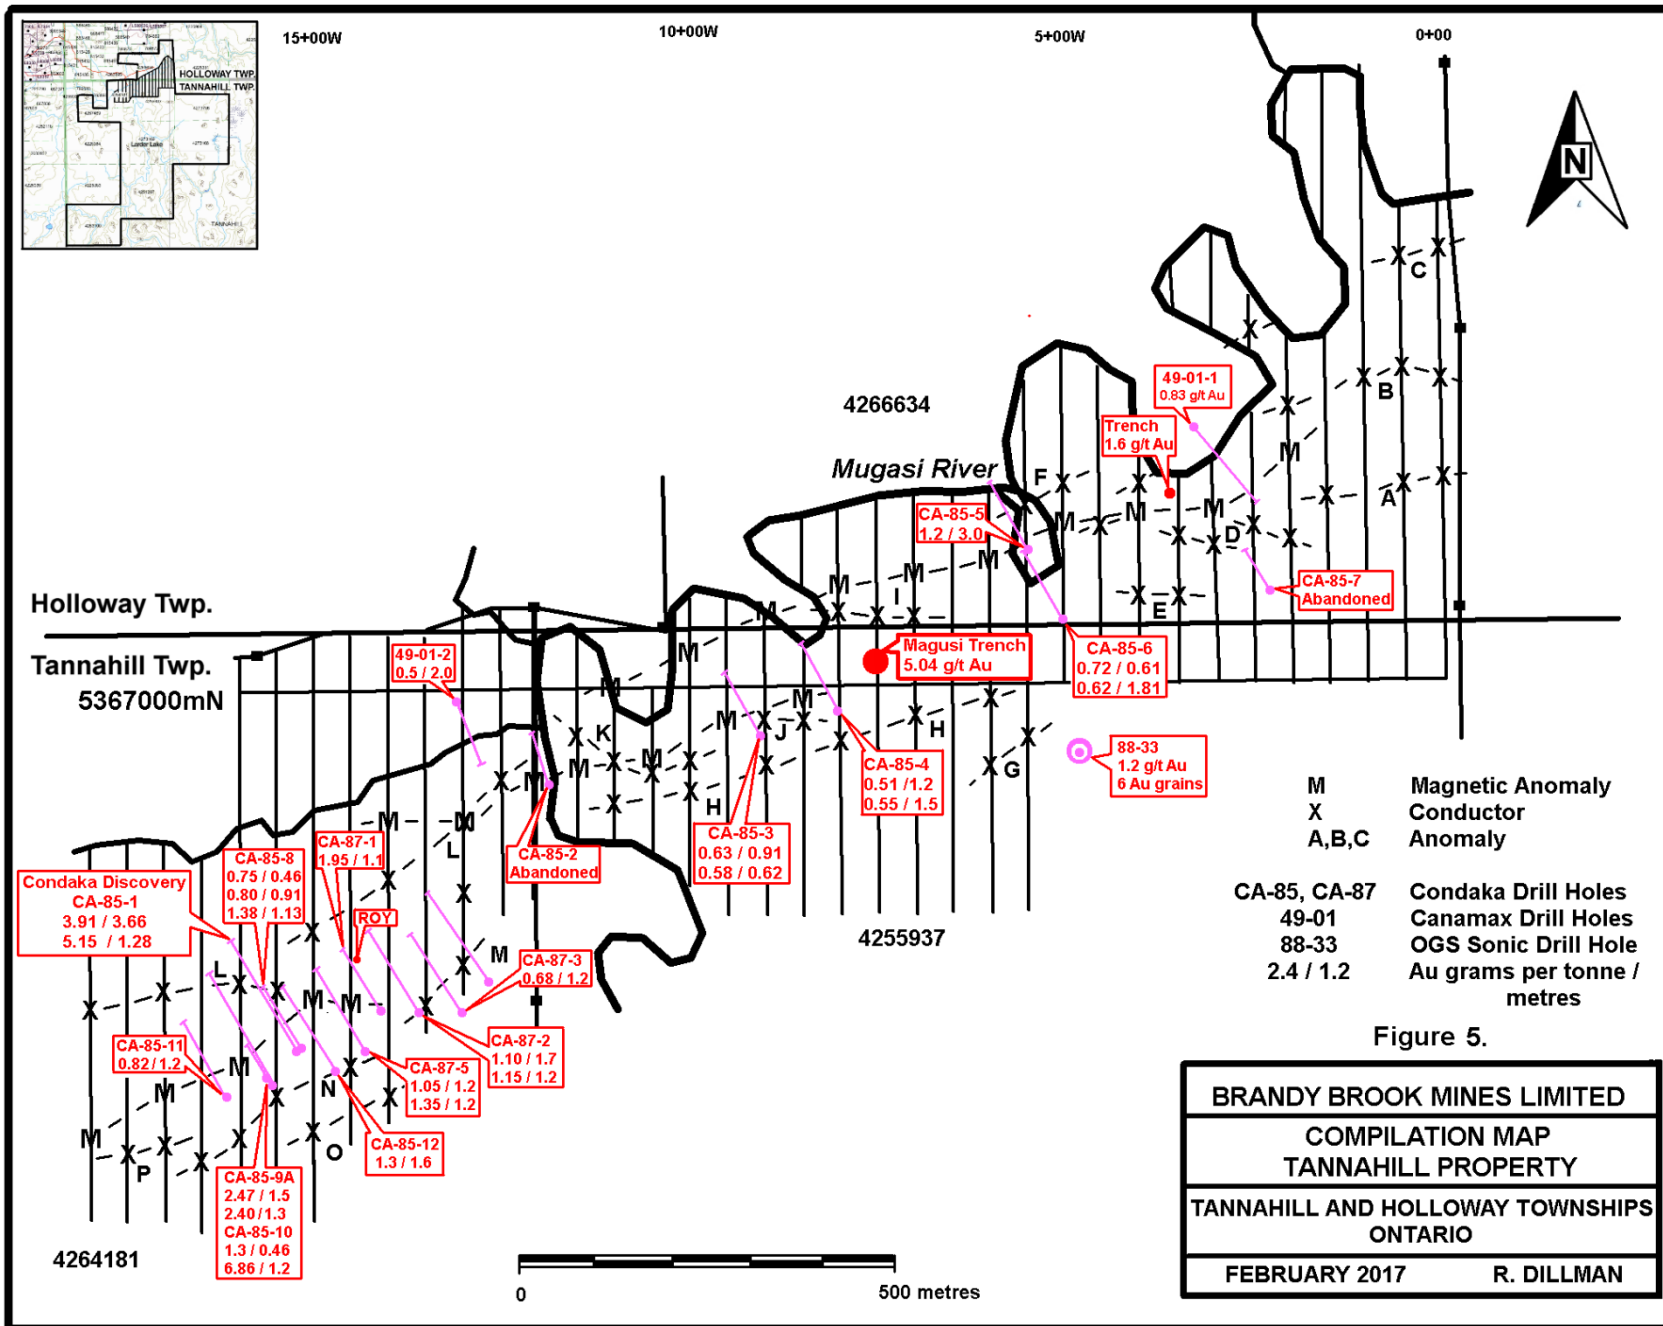 15+00W
10+00W
5+00W
0+00
HOLLOWAY TWP.
TANNAHILL TWP.
Larder Lake
TANNAHILL
N
C
B
A
49-01-1
0.83 g/t Au
Trench
1.6 g/t Au
4266634
Mugasi River
F
CA-85-5
1.2 / 3.0
D
CA-85-7
Abandoned
E
I
Holloway Twp.
Tannahill Twp.
5367000mN
49-01-2
0.5 / 2.0
Magusi Trench
5.04 g/t Au
CA-85-6
0.72 / 0.61
0.62 / 1.81
K
J
H
H
G
88-33
1.2 g/t Au
6 Au grains
CA-85-4
0.51 /1.2
0.55 / 1.5
CA-85-3
0.63 / 0.91
0.58 / 0.62
CA-85-2
Abandoned
L
CA-87-1
1.95 / 1.1
CA-85-8
0.75 / 0.46
0.80 / 0.91
1.38 / 1.13
Condaka Discovery
CA-85-1
3.91 / 3.66
5.15 / 1.28
ROY
4255937
M
L
CA-87-3
0.68 / 1.2
CA-87-2
1.10 / 1.7
1.15 / 1.2
CA-85-11
0.82 / 1.2
CA-87-5
1.05 / 1.2
1.35 / 1.2
N
CA-85-12
1.3 / 1.6
O
P
CA-85-9A
2.47 / 1.5
2.40 / 1.3
CA-85-10
1.3 / 0.46
6.86 / 1.2
4264181
0
500 metres
M Magnetic Anomaly
X Conductor
A,B,C Anomaly
CA-85, CA-87 Condaka Drill Holes
49-01 Canamax Drill Holes
88-33 OGS Sonic Drill Hole
2.4 / 1.2 Au grams per tonne /
metres
Figure 5.
BRANDY BROOK MINES LIMITED
COMPILATION MAP
TANNAHILL PROPERTY
TANNAHILL AND HOLLOWAY TOWNSHIPS
ONTARIO
FEBRUARY 2017 R. DILLMAN